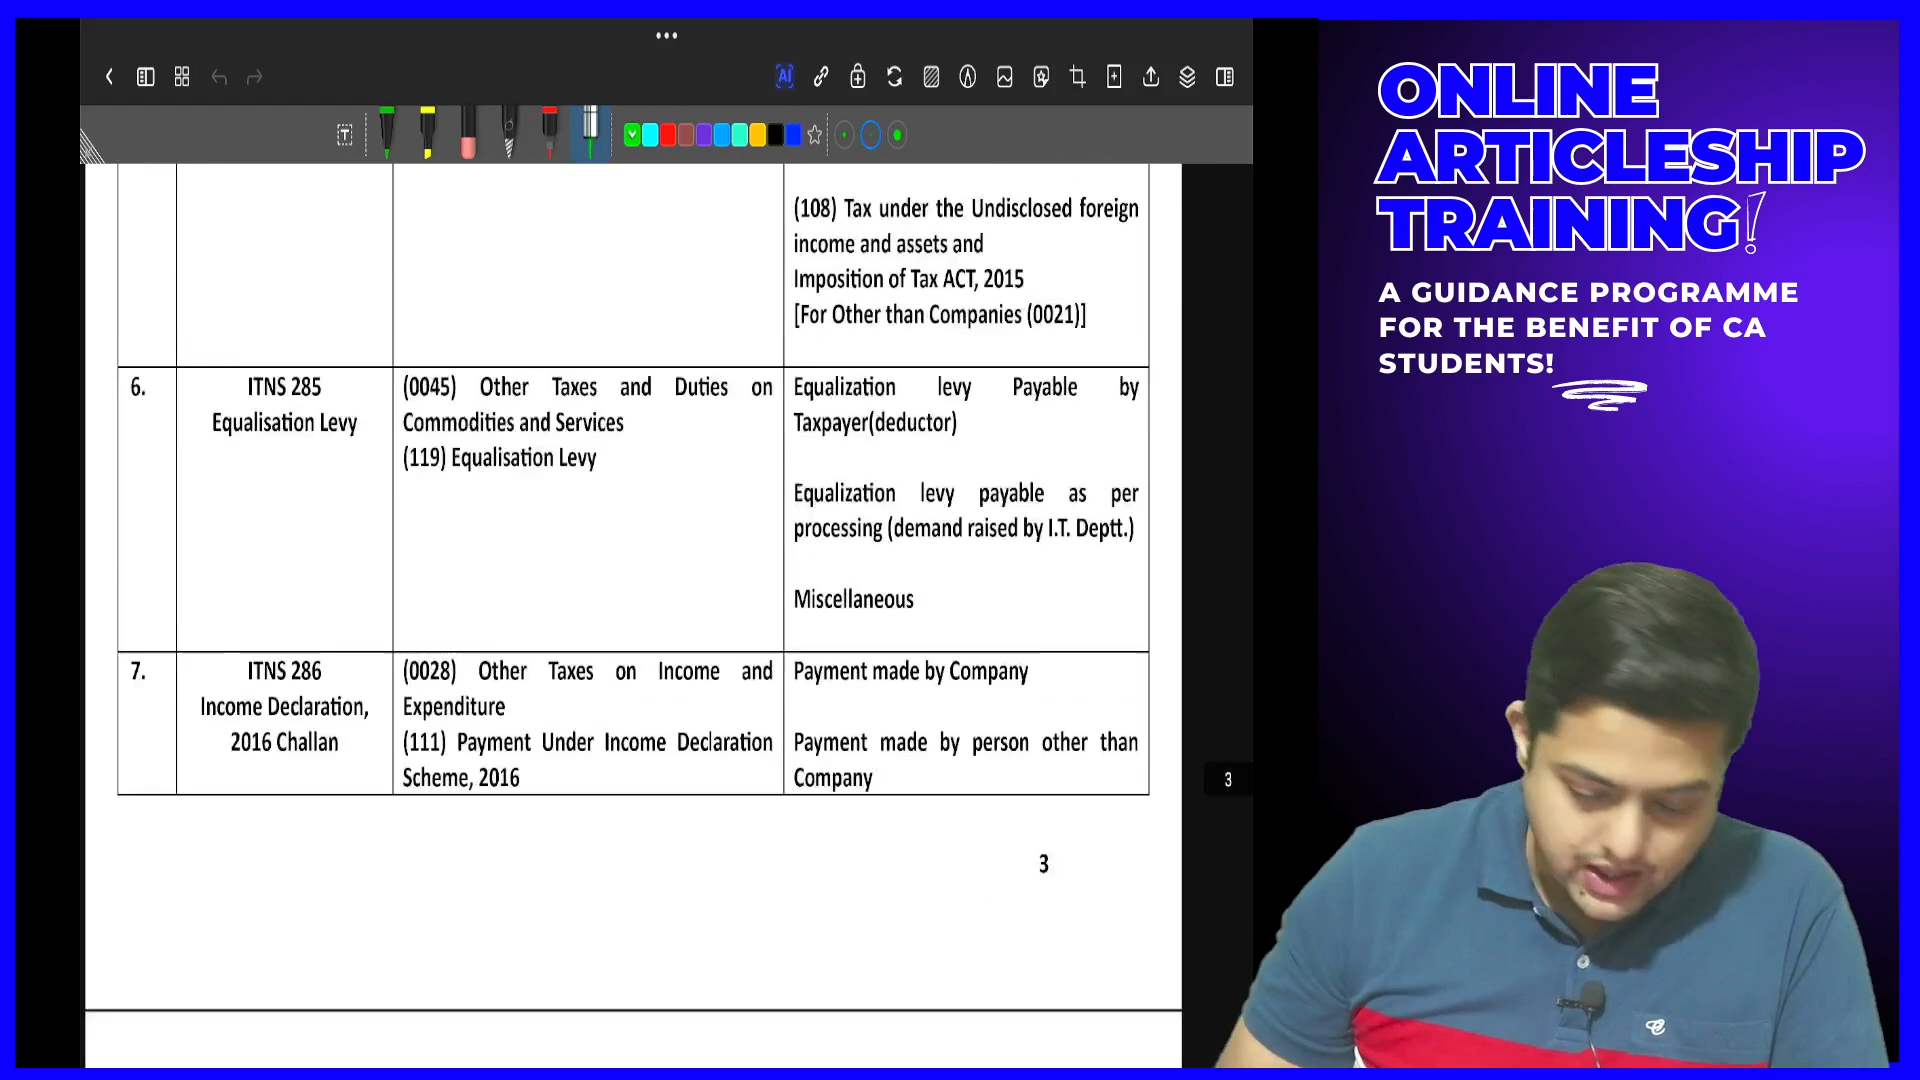 AI
T
(108) Tax under the Undisclosed foreign
income and assets and
Imposition of Tax ACT, 2015
[For Other than Companies (0021)]
6.
ITNS 285
Equalisation Levy
(0045) Other Taxes and Duties on
Commodities and Services
(119) Equalisation Levy
Equalization levy Payable by
Taxpayer(deductor)
Equalization levy payable as per
processing (demand raised by I.T. Deptt.)
Miscellaneous
7.
ITNS 286
Income Declaration,
2016 Challan
(0028) Other Taxes on Income and
Expenditure
(111) Payment Under Income Declaration
Scheme, 2016
Payment made by Company
Payment made by person other than
Company
3
3
ONLINE
ARTICLESHIP
TRAINING!
A GUIDANCE PROGRAMME
FOR THE BENEFIT OF CA
STUDENTS!